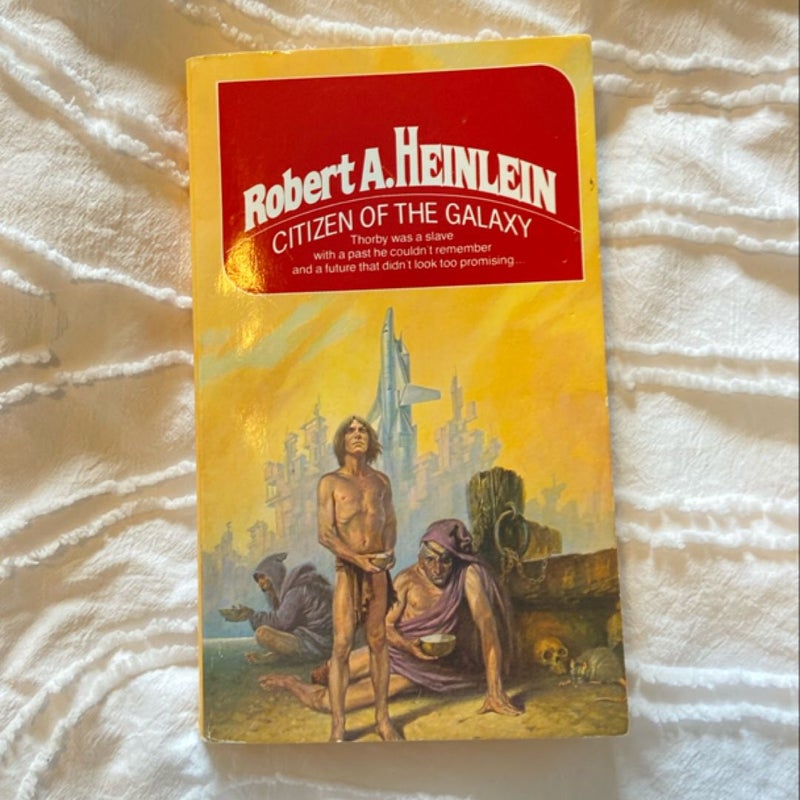 Robert A. HEINLEIN
CITIZEN OF THE GALAXY
Thorby was a slave
with a past he couldn't remember
and a future that didn't look too promising...